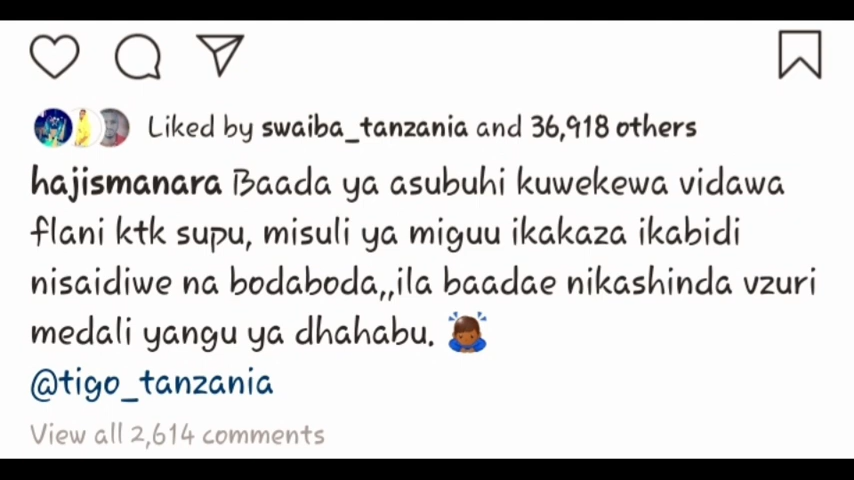 Liked by swaiba_tanzania and 36,918 others
hajismanara Baada ya asubuhi kuwekewa vidawa
flani ktk supu, misuli ya miguu ikakaza ikabidi
nisaidiwe na bodaboda,,ila baadae nikashinda vzuri
medali yangu ya dhahabu. 🙇🏾‍♂️
@tigo_tanzania
View all 2,614 comments